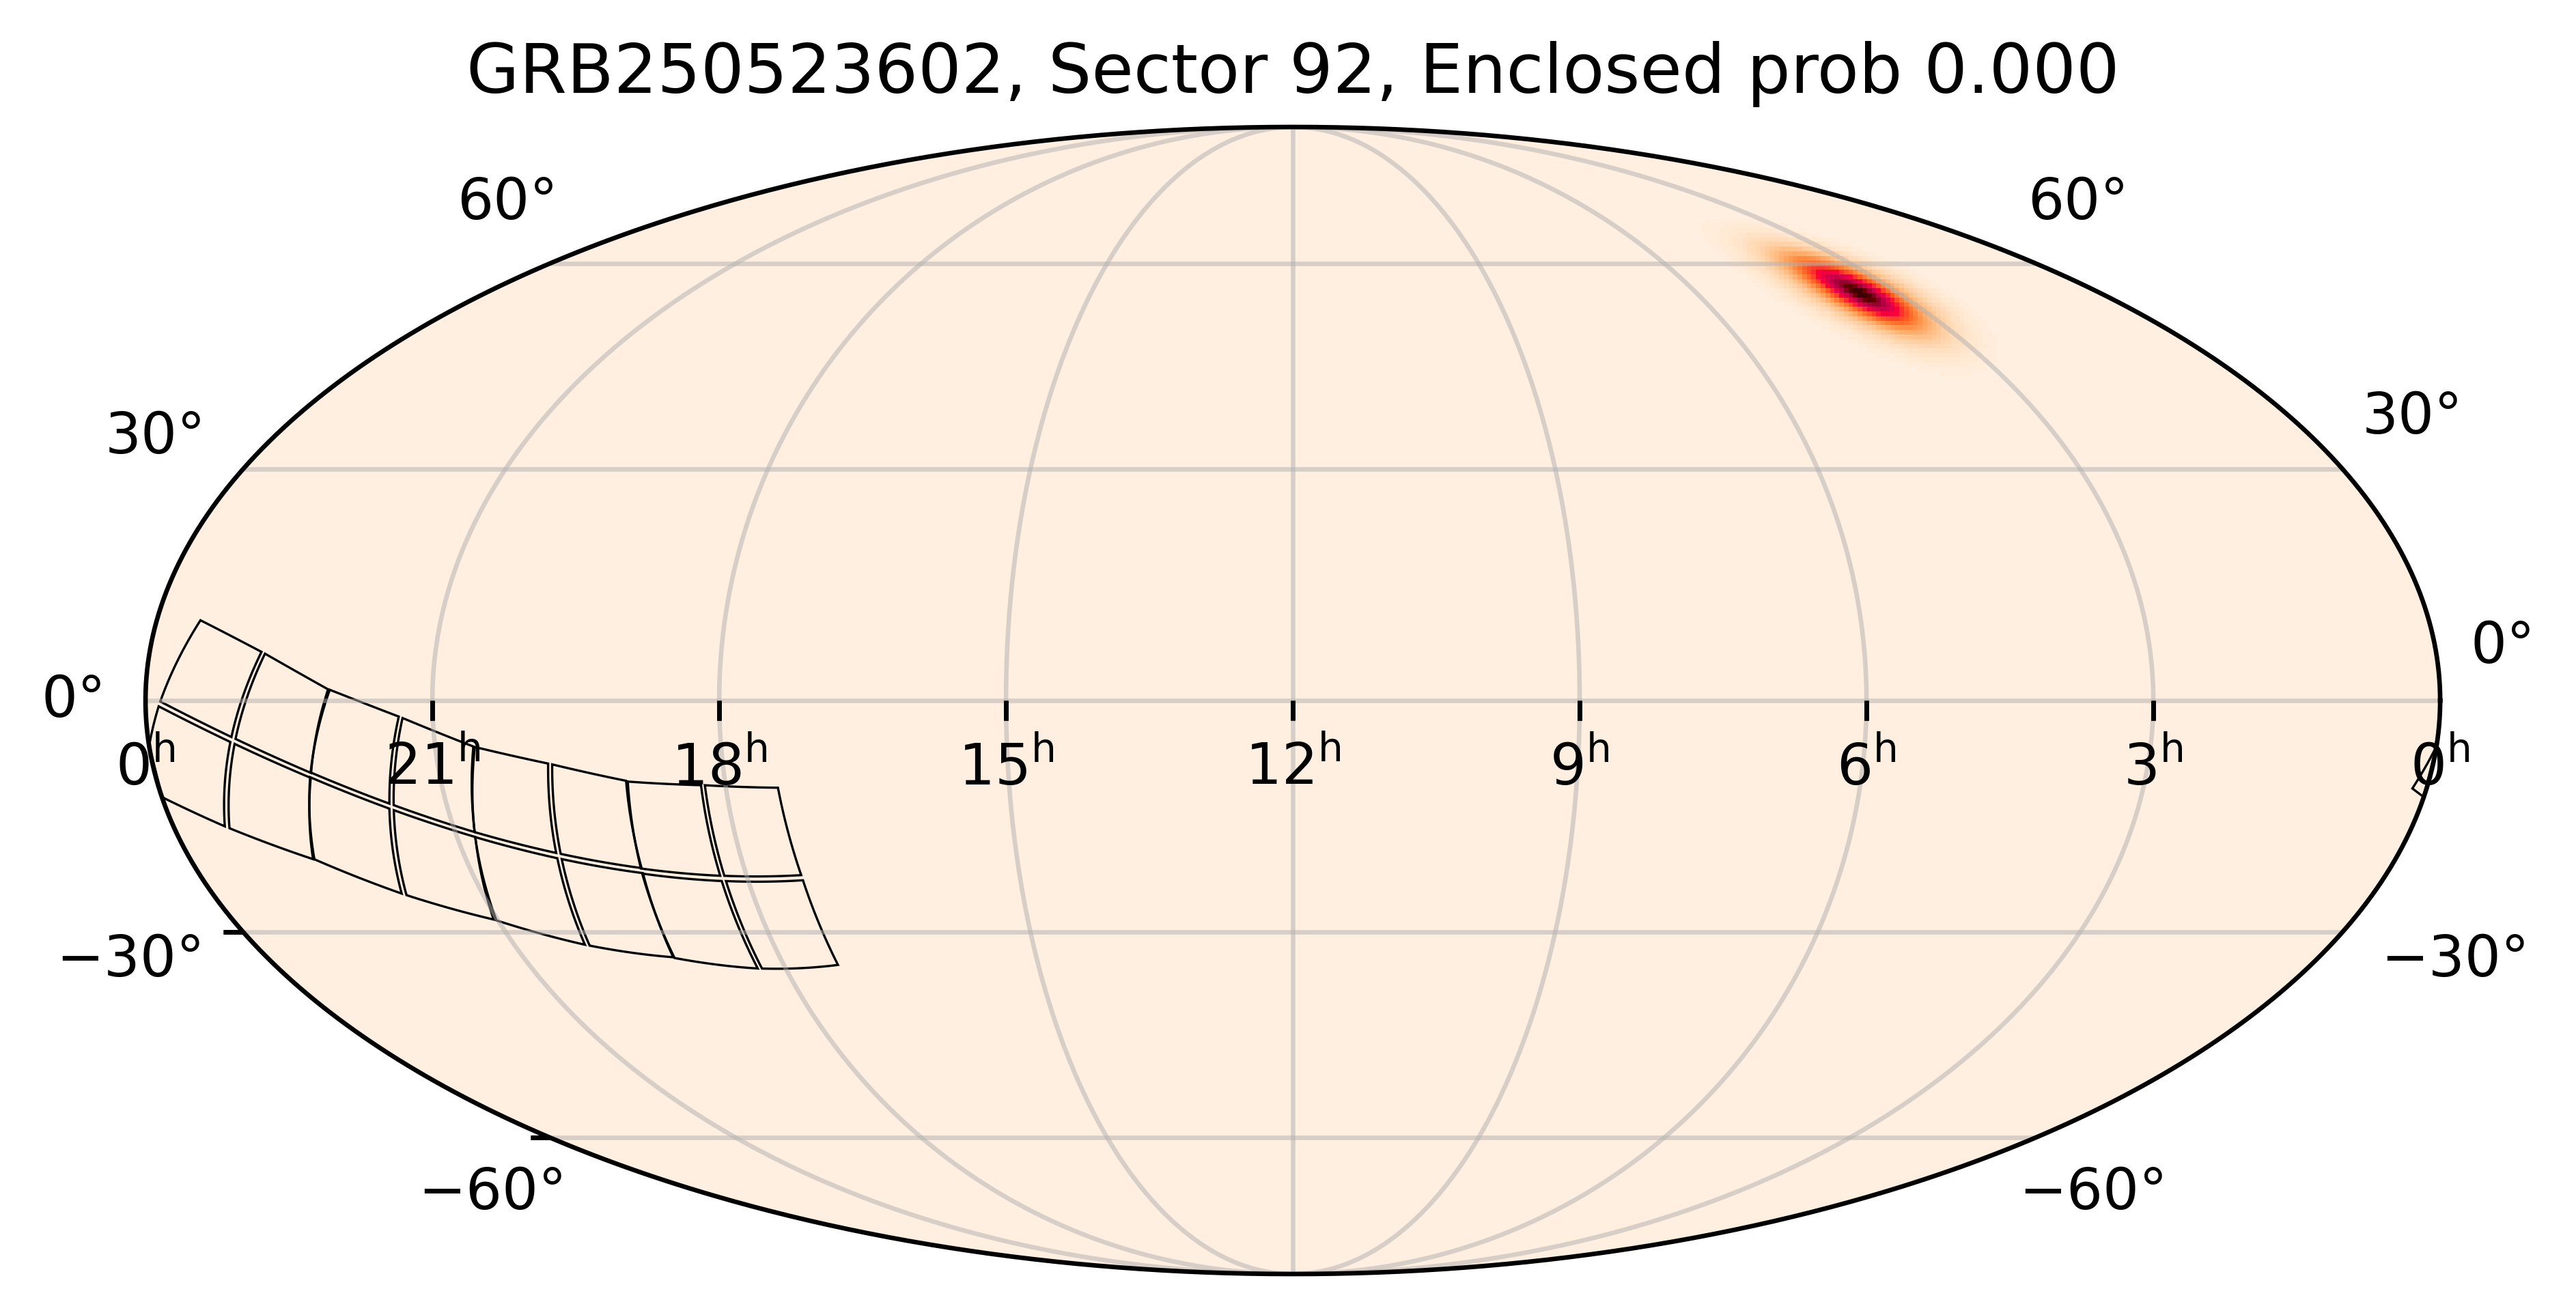 GRB250523602, Sector 92, Enclosed prob 0.000
60° 60°
30° 30°
0° 0°
0ʰ 21ʰ 18ʰ 15ʰ 12ʰ 9ʰ 6ʰ 3ʰ 0ʰ
−30° −30°
−60° −60°